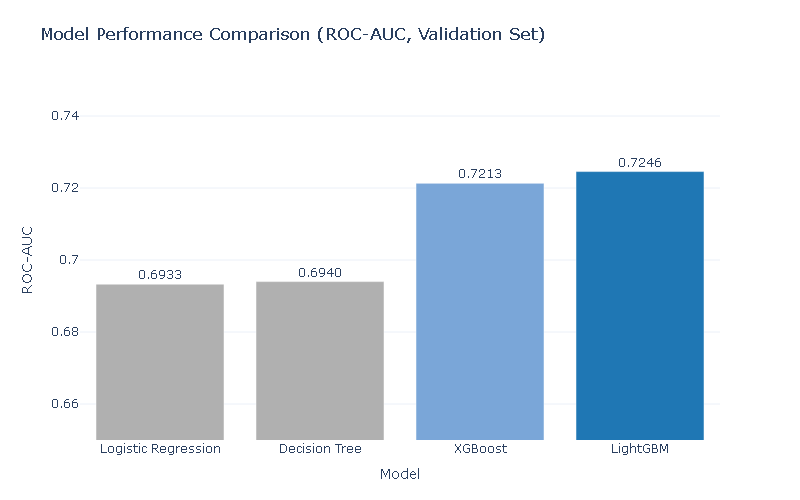 Model Performance Comparison (ROC-AUC, Validation Set)
0.74
0.72
0.7
0.68
0.66
ROC-AUC
0.6933
0.6940
0.7213
0.7246
Logistic Regression
Decision Tree
XGBoost
LightGBM
Model